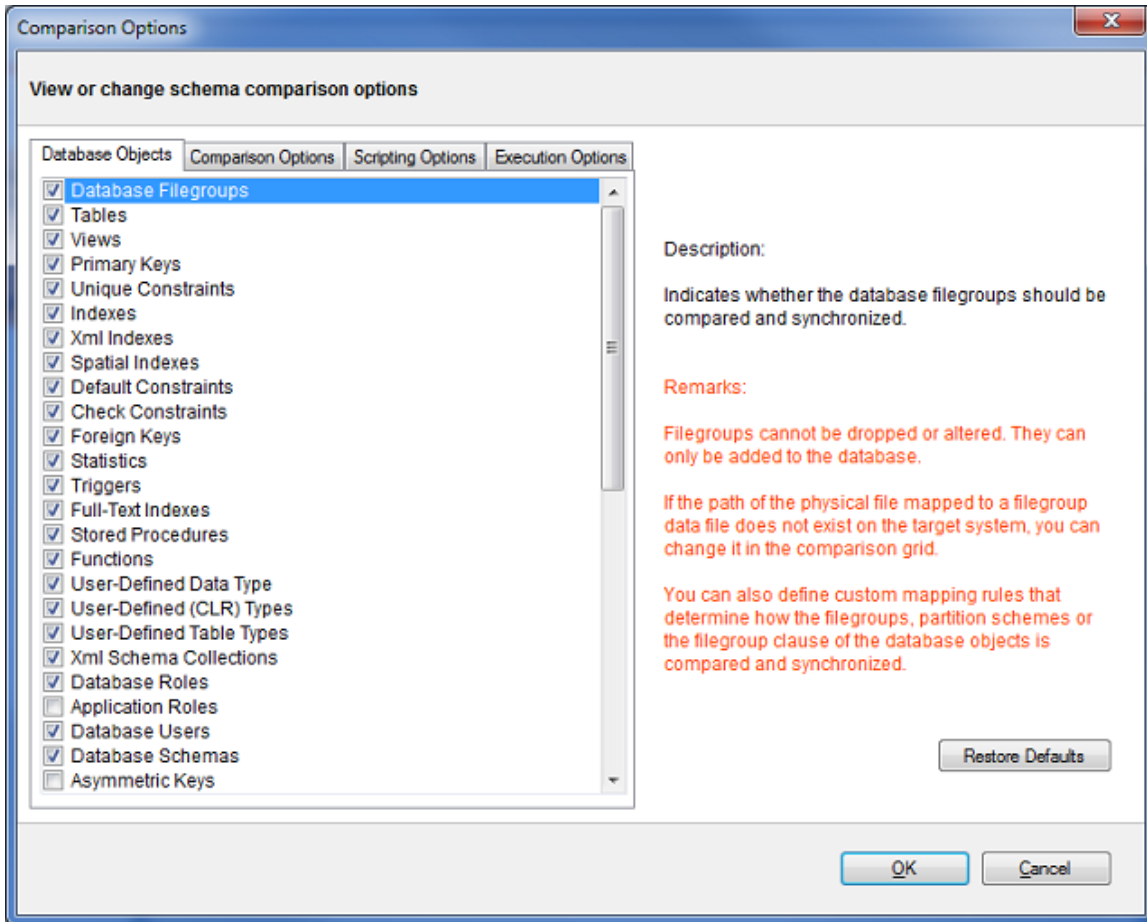 Comparison Options
View or change schema comparison options
Database Objects Comparison Options Scripting Options Execution Options
Database Filegroups
Tables
Views
Primary Keys
Unique Constraints
Indexes
Xml Indexes
Spatial Indexes
Default Constraints
Check Constraints
Foreign Keys
Statistics
Triggers
Full-Text Indexes
Stored Procedures
Functions
User-Defined Data Type
User-Defined (CLR) Types
User-Defined Table Types
Xml Schema Collections
Database Roles
Application Roles
Database Users
Database Schemas
Asymmetric Keys
Description:
Indicates whether the database filegroups should be
compared and synchronized.
Remarks:
Filegroups cannot be dropped or altered. They can
only be added to the database.
If the path of the physical file mapped to a filegroup
data file does not exist on the target system, you can
change it in the comparison grid.
You can also define custom mapping rules that
determine how the filegroups, partition schemes or
the filegroup clause of the database objects is
compared and synchronized.
Restore Defaults
OK Cancel